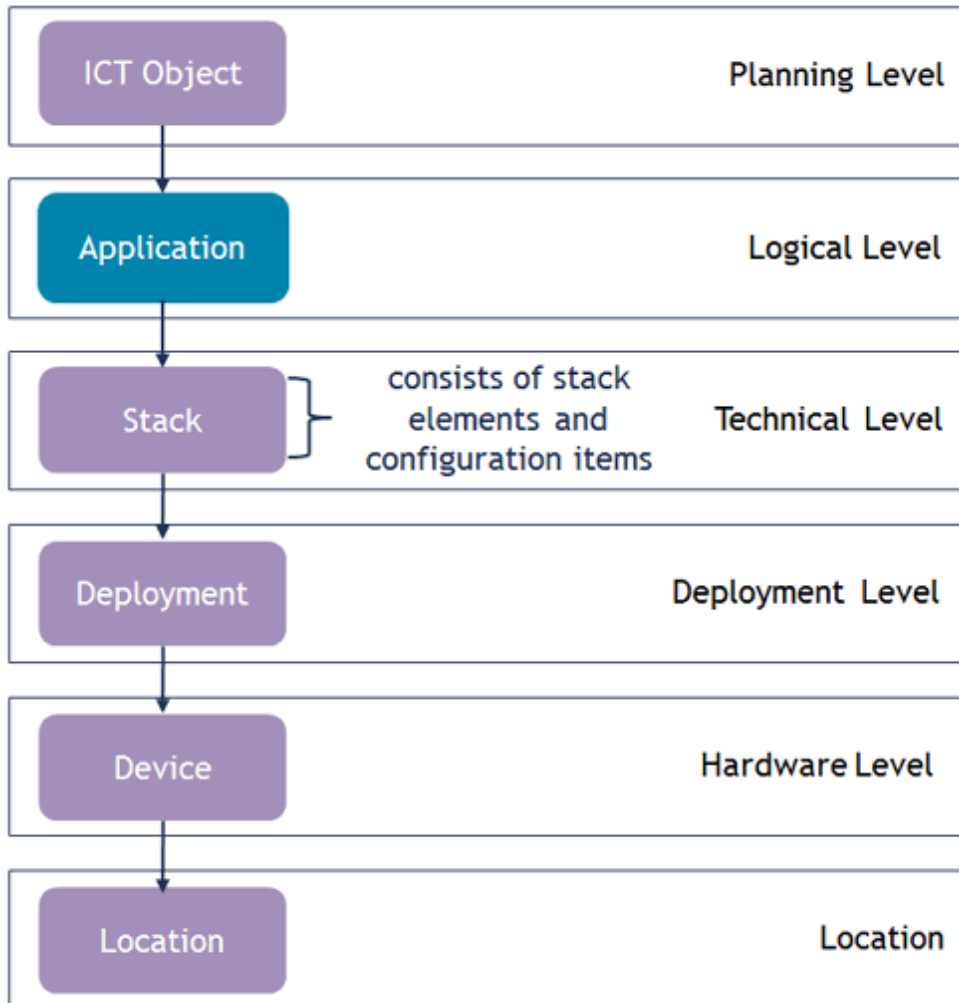 ICT Object
Planning Level
Application
Logical Level
Stack
consists of stack
elements and
configuration items
Technical Level
Deployment
Deployment Level
Device
Hardware Level
Location
Location